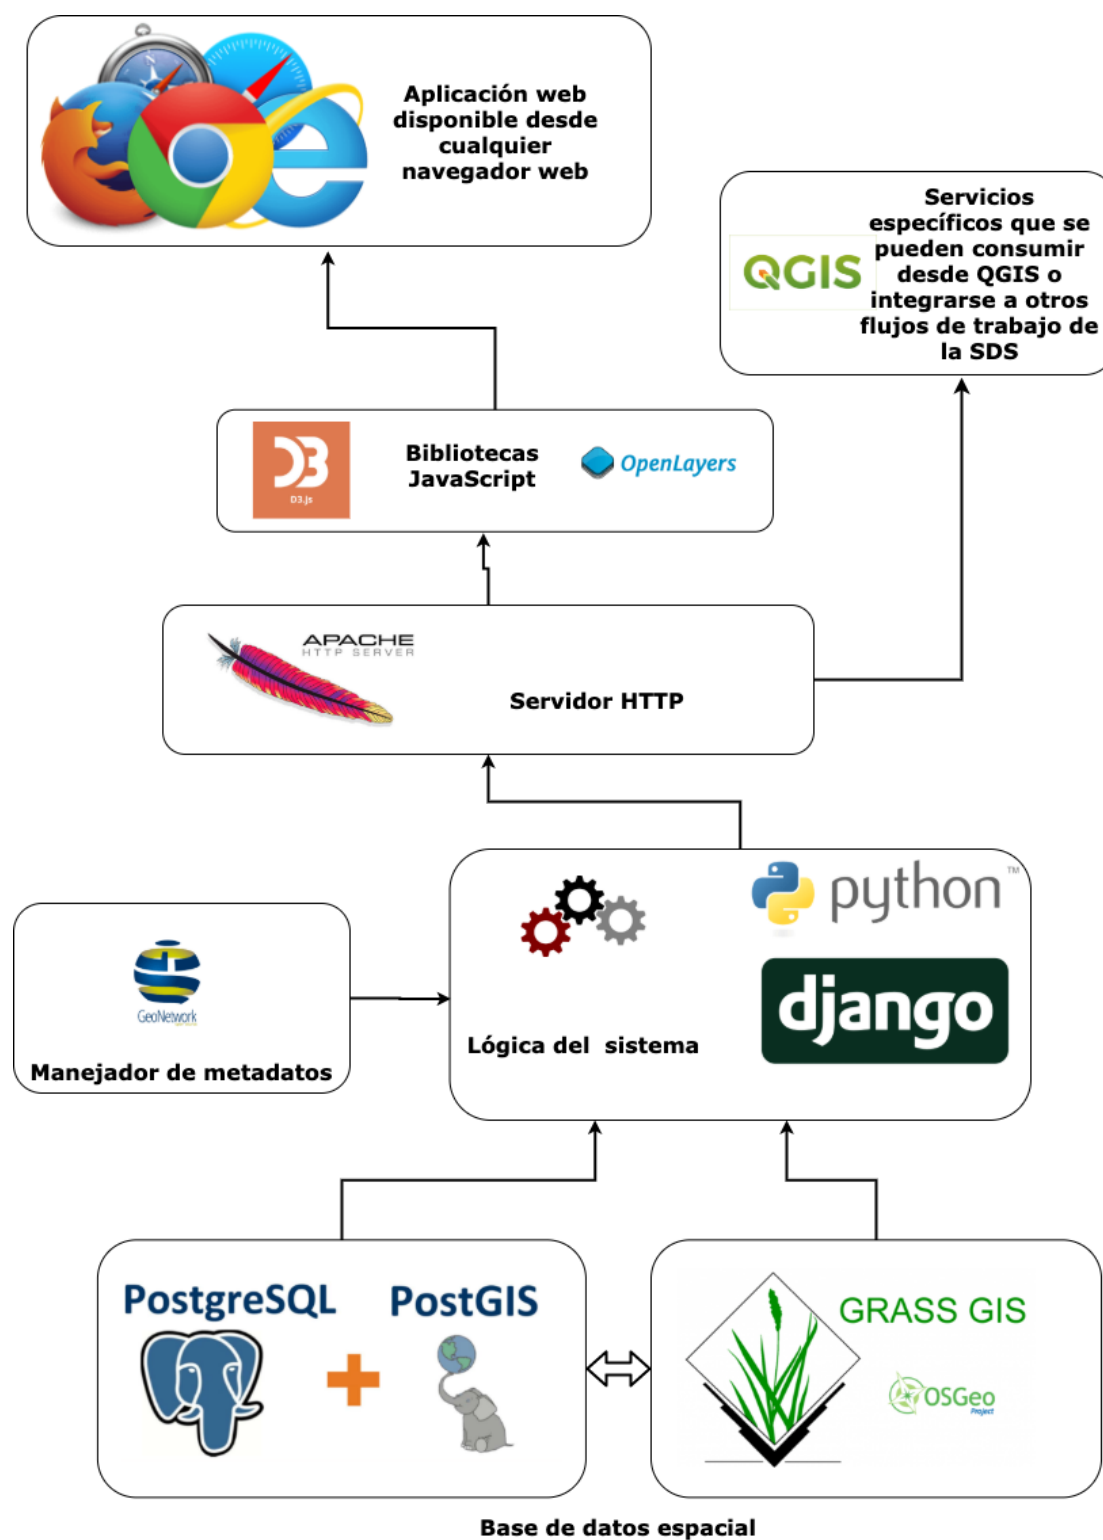 Aplicación web
disponible desde
cualquier
navegador web
Servicios
específicos que se
pueden consumir
desde QGIS o
integrarse a otros
flujos de trabajo de
la SDS
QGIS
D3.js
Bibliotecas
JavaScript
OpenLayers
APACHE
HTTP SERVER
Servidor HTTP
python TM
django
Lógica del  sistema
GeoNetwork
Manejador de metadatos
PostgreSQL
PostGIS
GRASS GIS
OSGeo
Project
Base de datos espacial